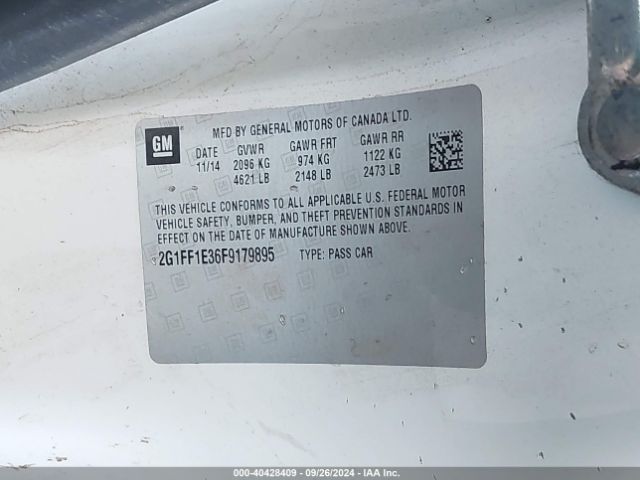 GM
MFD BY GENERAL MOTORS OF CANADA LTD.
DATE GVWR GAWR FRT GAWR RR
11/14 2096 KG 974 KG 1122 KG
4621 LB 2148 LB 2473 LB
THIS VEHICLE CONFORMS TO ALL APPLICABLE U.S. FEDERAL MOTOR
VEHICLE SAFETY, BUMPER, AND THEFT PREVENTION STANDARDS IN
EFFECT ON THE DATE OF MANUFACTURE SHOWN ABOVE.
2G1FF1E36F9179895 TYPE: PASS CAR
000-40428409 - 09/26/2024 - IAA Inc.